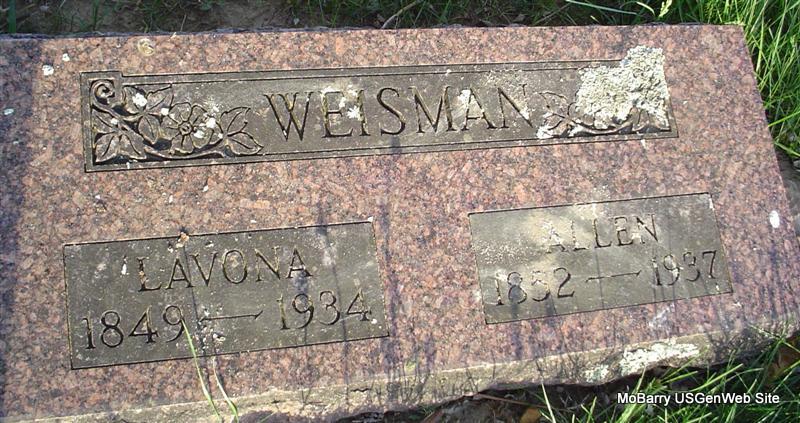 WEISMAN
LAVONA
1849 — 1934
ALLEN
1852 — 1937
MoBarry USGenWeb Site